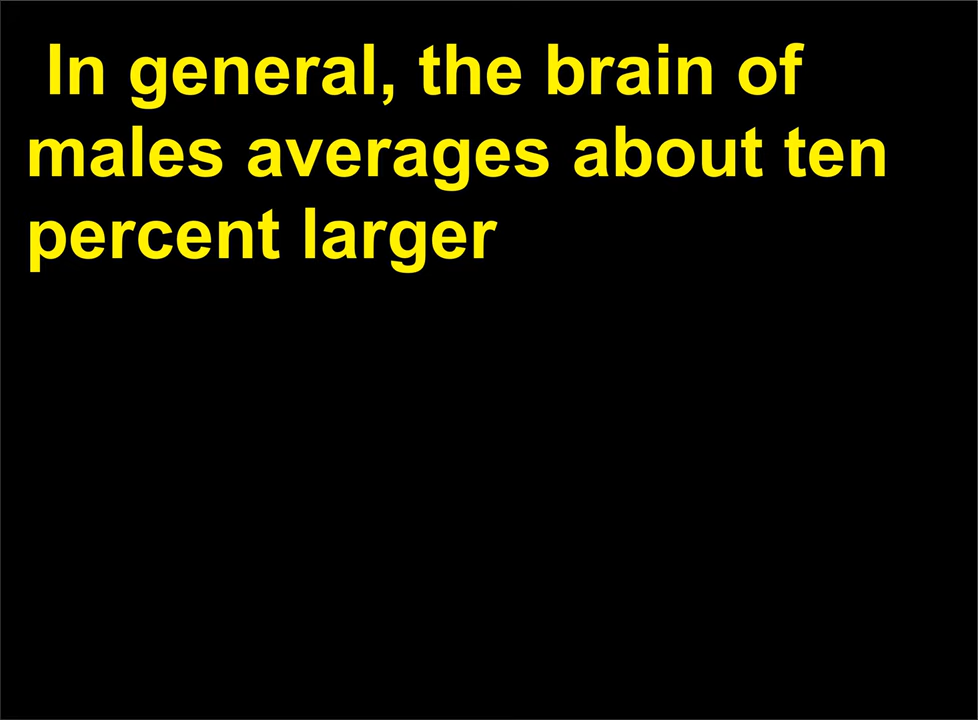 In general, the brain of
males averages about ten
percent larger